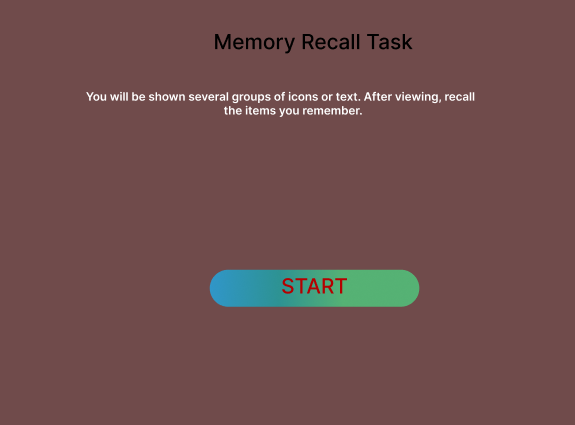 Memory Recall Task
You will be shown several groups of icons or text. After viewing, recall
the items you remember.
START